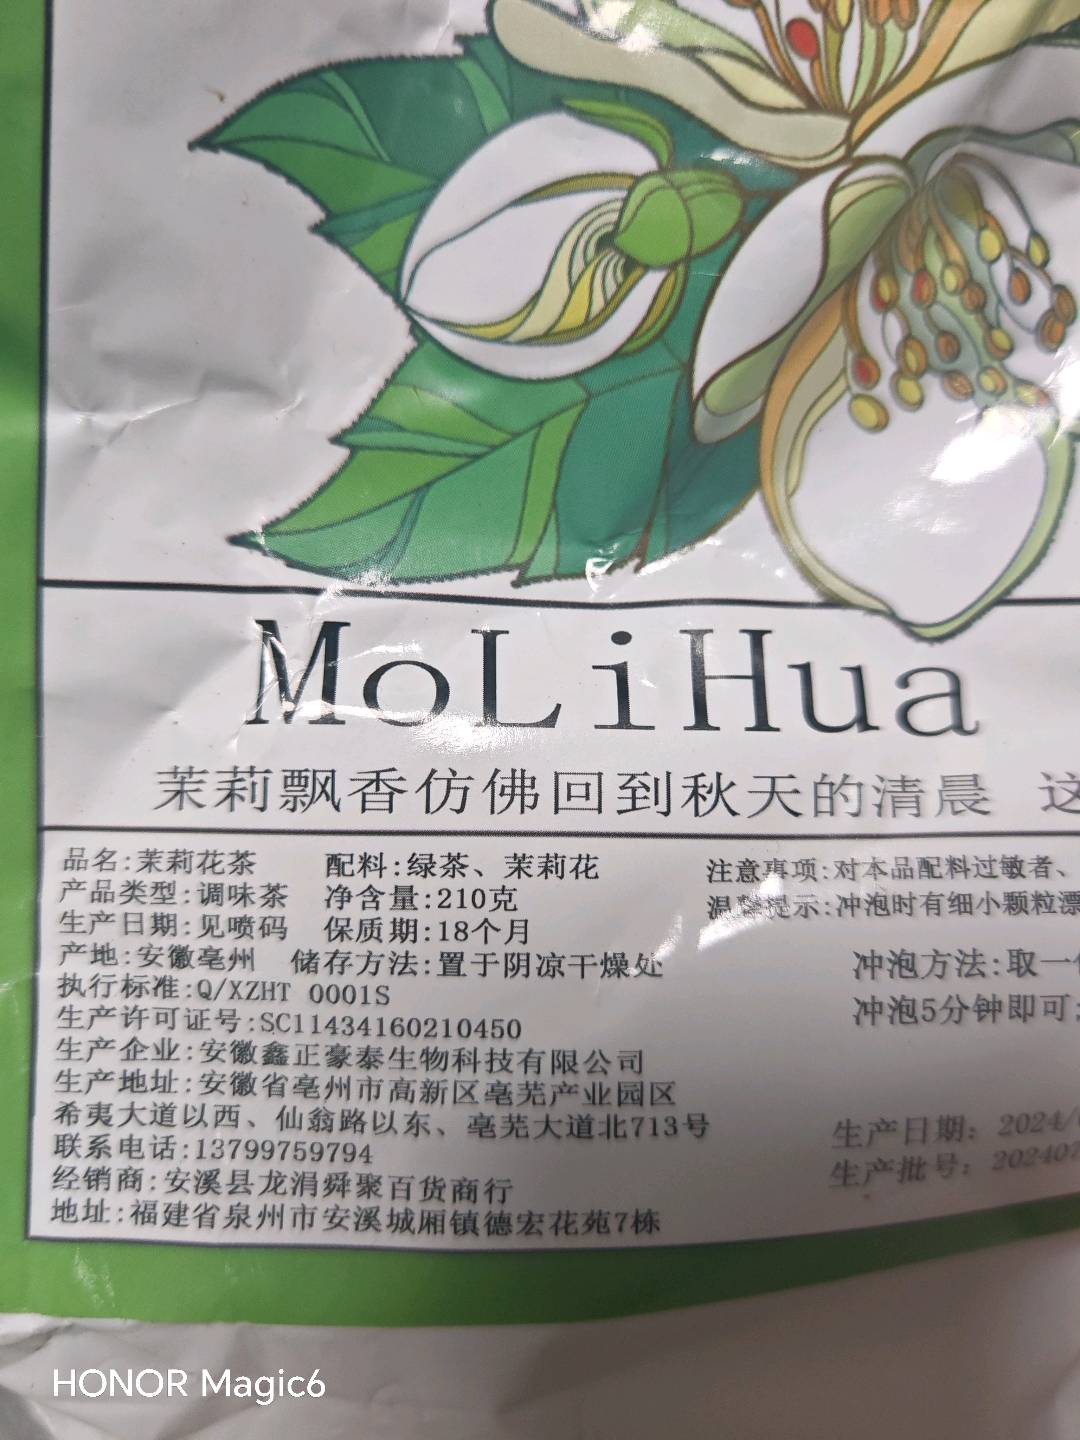 MoLiHua
茉莉飘香仿佛回到秋天的清晨 这
品名:茉莉花茶 配料:绿茶、茉莉花
产品类型:调味茶 净含量:210克
生产日期:见喷码 保质期:18个月
产地:安徽亳州 储存方法:置于阴凉干燥处
执行标准:Q/XZHT 0001S
生产许可证号:SC11434160210450
生产企业:安徽鑫正豪泰生物科技有限公司
生产地址:安徽省亳州市高新区亳芜产业园区
希夷大道以西、仙翁路以东、亳芜大道北713号
联系电话:13799759794
经销商:安溪县龙涓舜聚百货商行
地址:福建省泉州市安溪城厢镇德宏花苑7栋
注意事项:对本品配料过敏者、
温馨提示:冲泡时有细小颗粒漂
冲泡方法:取一
冲泡5分钟即可;
生产日期: 2024/
生产批号: 202407
HONOR Magic6